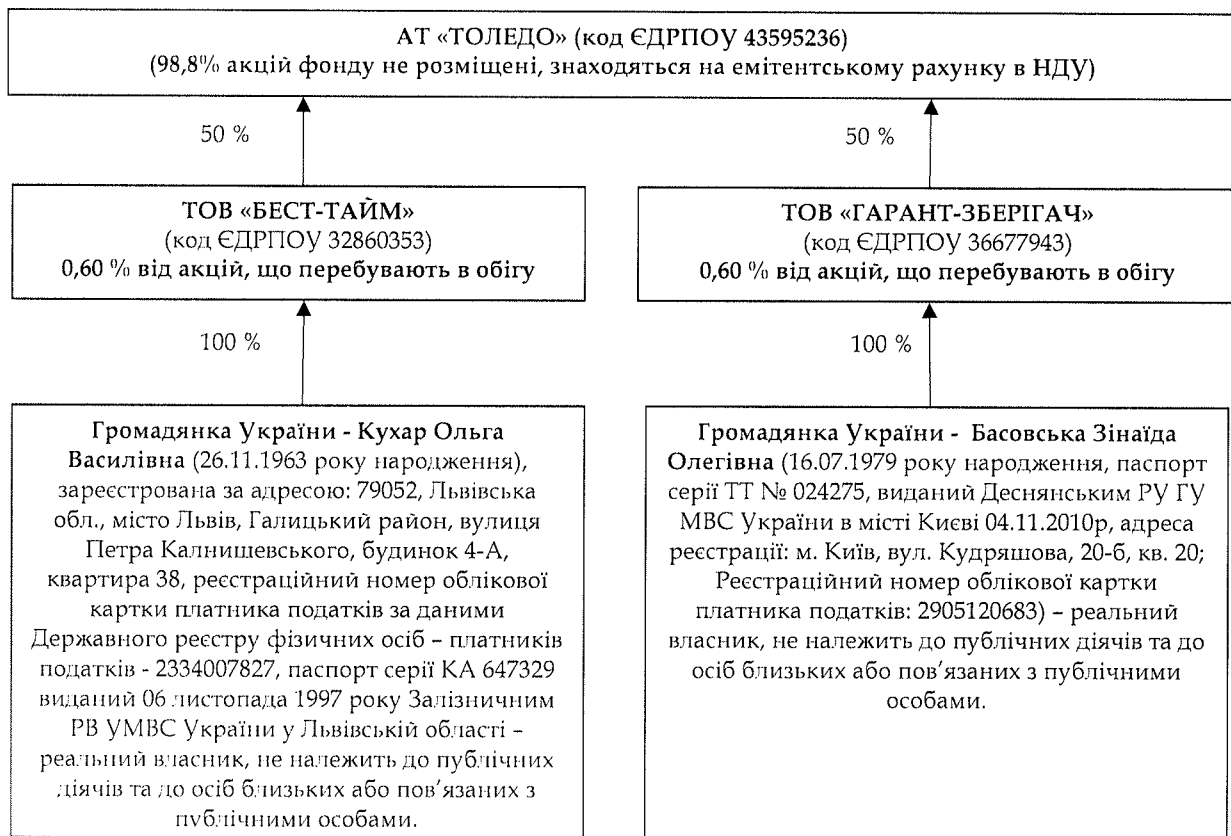 АТ «ТОЛЕДО» (код ЄДРПОУ 43595236)
(98,8% акцій фонду не розміщені, знаходяться на емітентському рахунку в НДУ)
50 %
50 %
ТОВ «БЕСТ-ТАЙМ»
(код ЄДРПОУ 32860353)
0,60 % від акцій, що перебувають в обігу
ТОВ «ГАРАНТ-ЗБЕРІГАЧ»
(код ЄДРПОУ 36677943)
0,60 % від акцій, що перебувають в обігу
100 %
100 %
Громадянка України - Кухар Ольга
Василівна (26.11.1963 року народження),
зареєстрована за адресою: 79052, Львівська
обл., місто Львів, Галицький район, вулиця
Петра Калнишевського, будинок 4-А,
квартира 38, реєстраційний номер облікової
картки платника податків за даними
Державного реєстру фізичних осіб – платників
податків - 2334007827, паспорт серії КА 647329
виданий 06 листопада 1997 року Залізничним
РВ УМВС України у Львівській області –
реальний власник, не належить до публічних
діячів та до осіб близьких або пов’язаних з
публічними особами.
Громадянка України - Басовська Зінаїда
Олегівна (16.07.1979 року народження, паспорт
серії ТТ № 024275, виданий Деснянським РУ ГУ
МВС України в місті Києві 04.11.2010р, адреса
реєстрації: м. Київ, вул. Кудряшова, 20-б, кв. 20;
Реєстраційний номер облікової картки
платника податків: 2905120683) – реальний
власник, не належить до публічних діячів та до
осіб близьких або пов’язаних з публічними
особами.